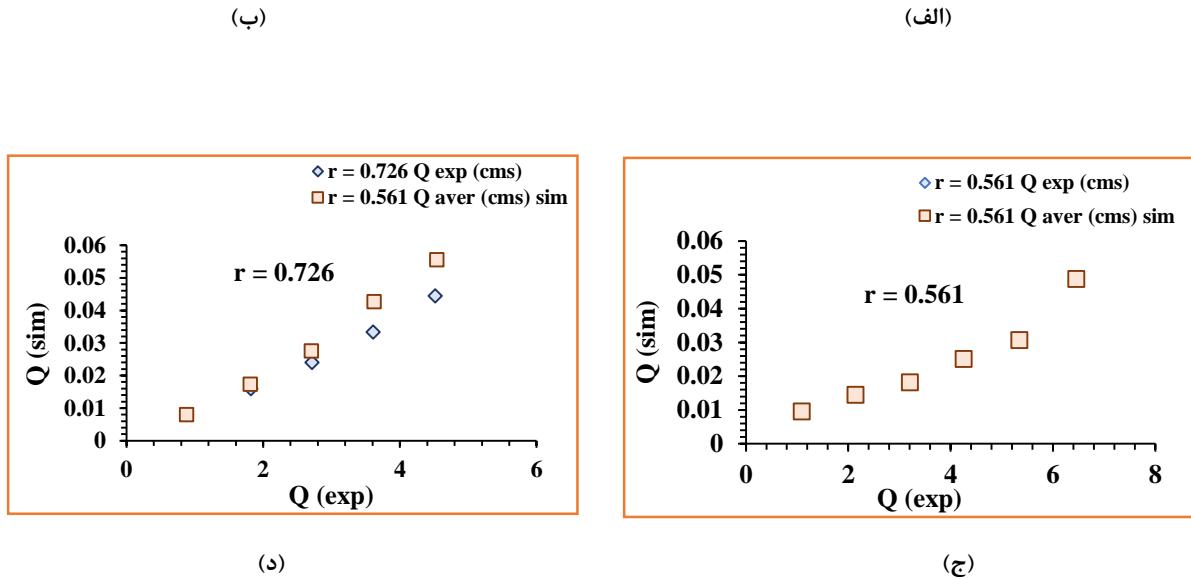 (ب)
(الف)
r = 0.726 Q exp (cms)
r = 0.561 Q aver (cms) sim
r = 0.726
Q (sim)
0.06
0.05
0.04
0.03
0.02
0.01
0
0 2 4 6
Q (exp)
r = 0.561 Q exp (cms)
r = 0.561 Q aver (cms) sim
r = 0.561
Q (sim)
0.06
0.05
0.04
0.03
0.02
0.01
0
0 2 4 6 8
Q (exp)
(د)
(ج)